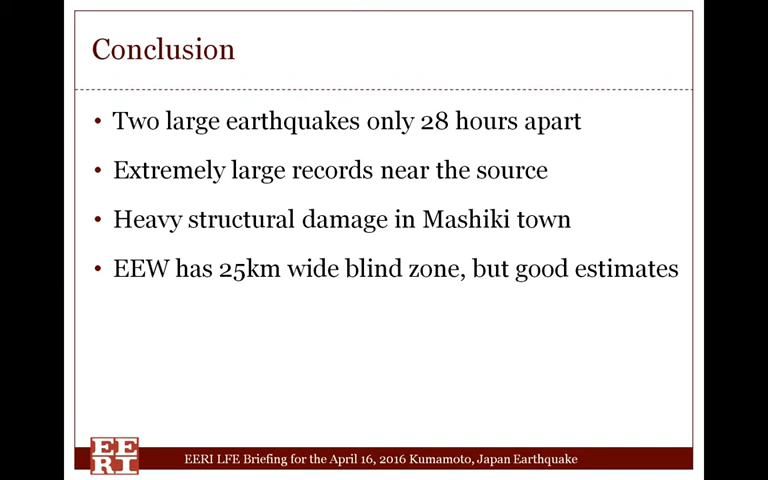 Conclusion
• Two large earthquakes only 28 hours apart
• Extremely large records near the source
• Heavy structural damage in Mashiki town
• EEW has 25km wide blind zone, but good estimates
EE
RI
EERI LFE Briefing for the April 16, 2016 Kumamoto, Japan Earthquake